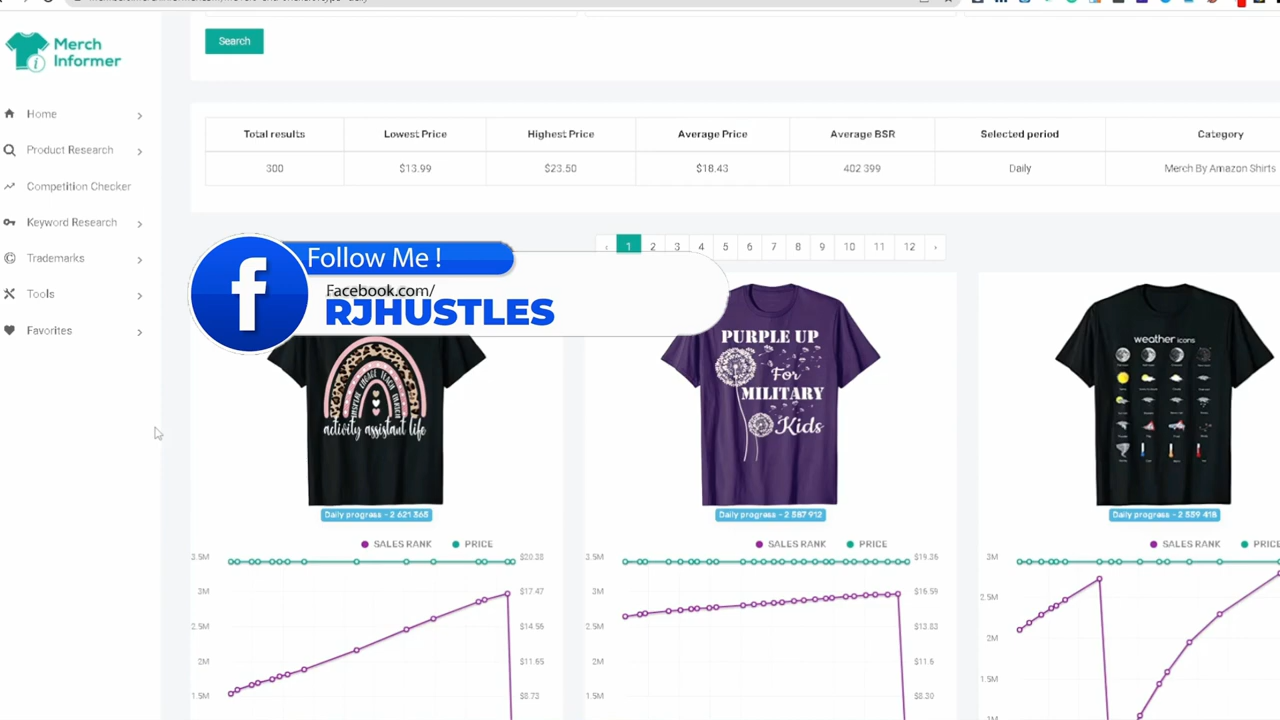 Merch
Informer
Home
Product Research
Competition Checker
Keyword Research
Trademarks
Tools
Favorites
Search
Total results Lowest Price Highest Price Average Price Average BSR Selected period Category
300 $13.99 $23.50 $18.43 402 399 Daily Merch By Amazon Shirts
‹ 1 2 3 4 5 6 7 8 9 10 11 12 ›
Follow Me !
Facebook.com/
RJHUSTLES
activity assistant life
PURPLE UP
For
MILITARY
Kids
weather icons
Daily progress - 2 621 365
Daily progress - 2 587 912
Daily progress - 2 559 418
SALES RANK PRICE
3.5M $20.38
3M $17.47
2.5M $14.55
2M $11.65
1.5M $8.73
SALES RANK PRICE
3.5M $19.36
3M $16.59
2.5M $13.83
2M $11.6
1.5M $8.30
SALES RANK PRICE
3M
2.5M
2M
1.5M
1M